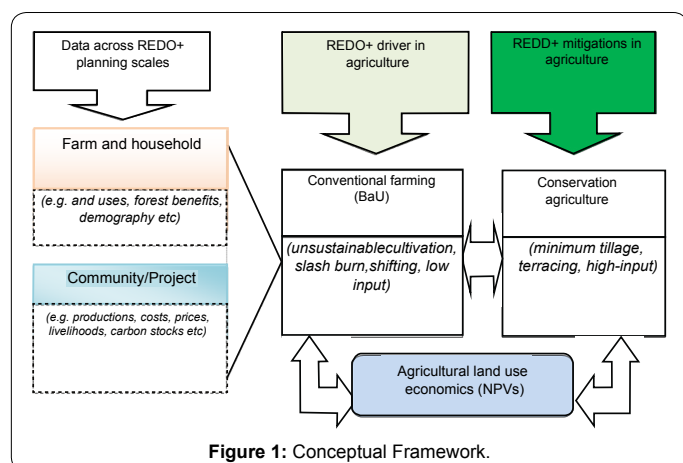 Data across REDO+
planning scales
REDO+ driver in
agriculture
REDD+ mitigations in
agriculture
Farm and household
(e.g. and uses, forest benefits,
demography etc)
Community/Project
(e.g. productions, costs, prices,
livelihoods, carbon stocks etc)
Conventional farming
(BaU)
(unsustainablecultivation,
slash burn,shifting, low
input)
Conservation
agriculture
(minimum tillage,
terracing, high-input)
Agricultural land use
economics (NPVs)
Figure 1: Conceptual Framework.